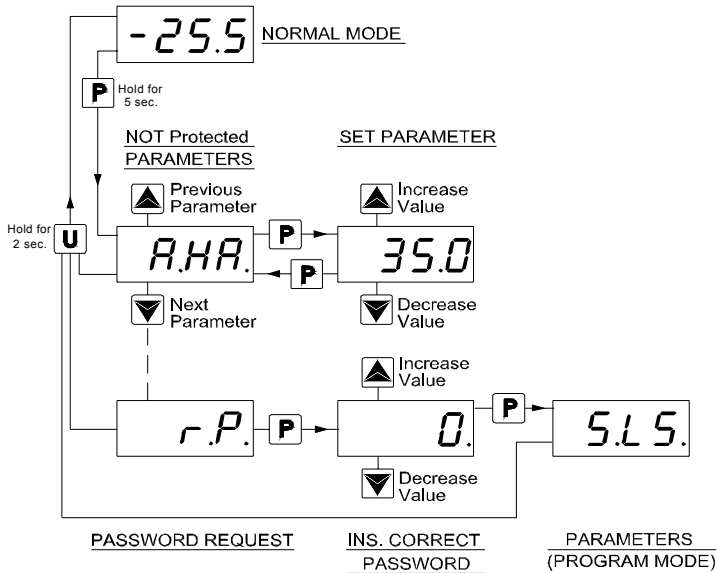 -25.5
NORMAL MODE
P
Hold for
5 sec.
NOT Protected
PARAMETERS
SET PARAMETER
Previous
Parameter
Increase
Value
Hold for
2 sec.
U
A.HA.
P
P
35.0
Next
Parameter
Decrease
Value
Increase
Value
r.P.
P
0.
P
S.L S.
Decrease
Value
PASSWORD REQUEST
INS. CORRECT
PASSWORD
PARAMETERS
(PROGRAM MODE)